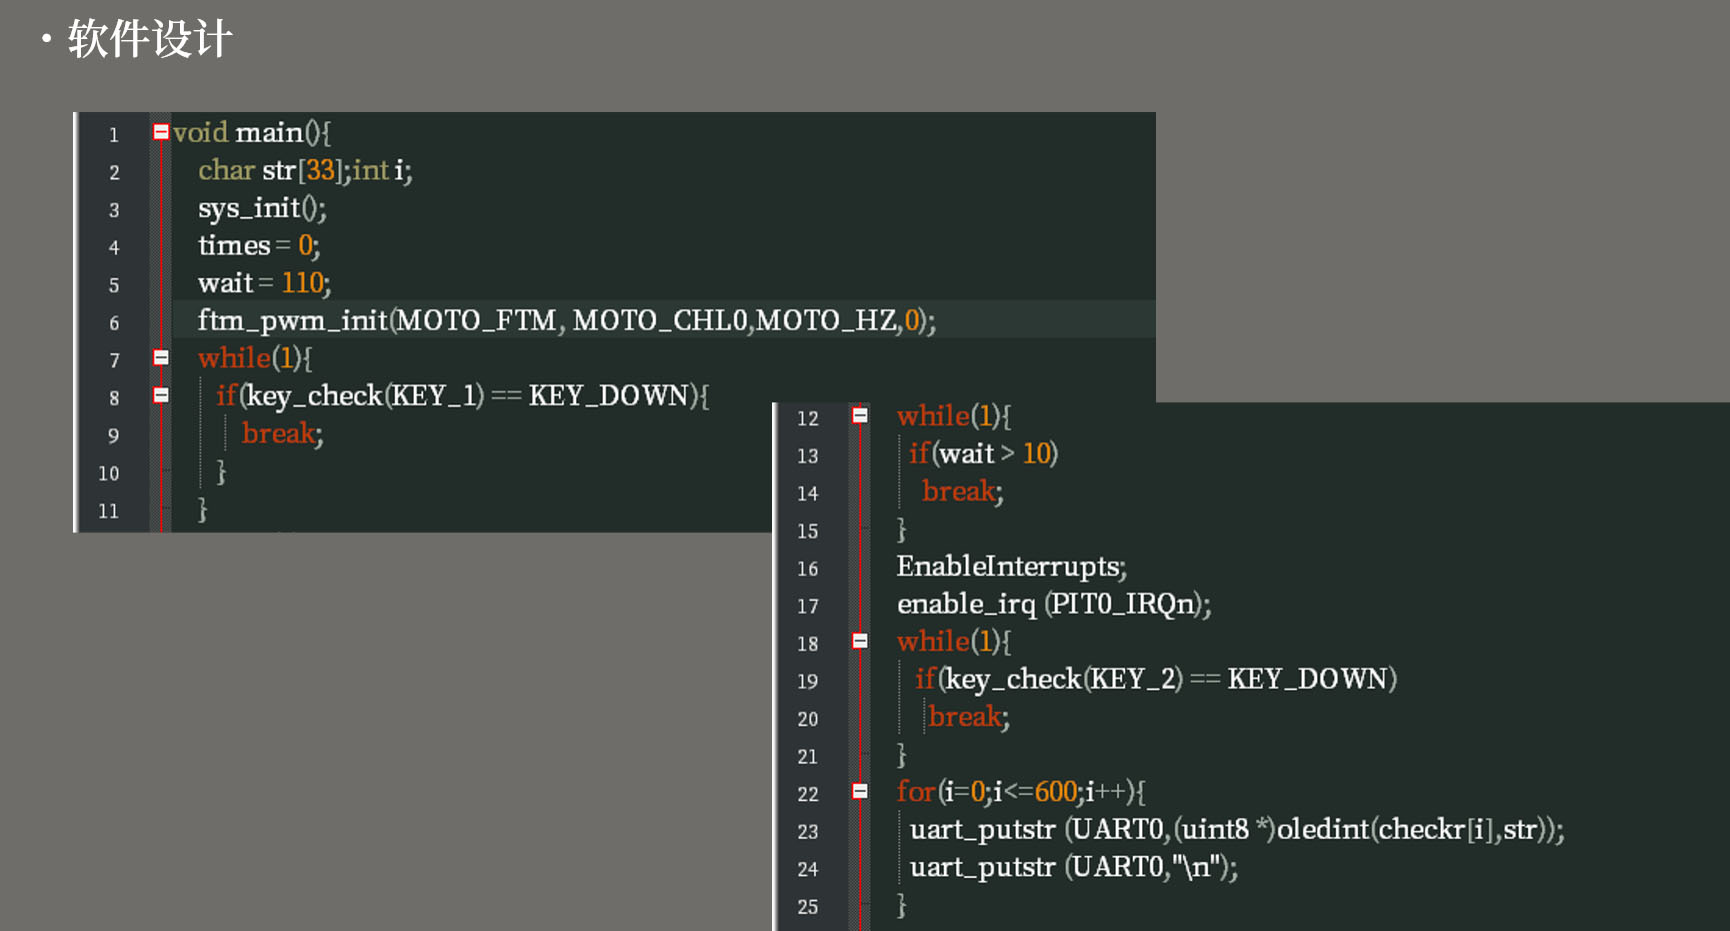 · 软件设计
1 void main(){
2 char str[33];int i;
3 sys_init();
4 times = 0;
5 wait = 110;
6 ftm_pwm_init(MOTO_FTM, MOTO_CHL0,MOTO_HZ,0);
7 while(1){
8 if(key_check(KEY_1) == KEY_DOWN){
9 break;
10 }
11 }
12 while(1){
13 if(wait > 10)
14 break;
15 }
16 EnableInterrupts;
17 enable_irq (PIT0_IRQn);
18 while(1){
19 if(key_check(KEY_2) == KEY_DOWN)
20 break;
21 }
22 for(i=0;i<=600;i++){
23 uart_putstr (UART0,(uint8 *)oledint(checkr[i],str));
24 uart_putstr (UART0,"\n");
25 }